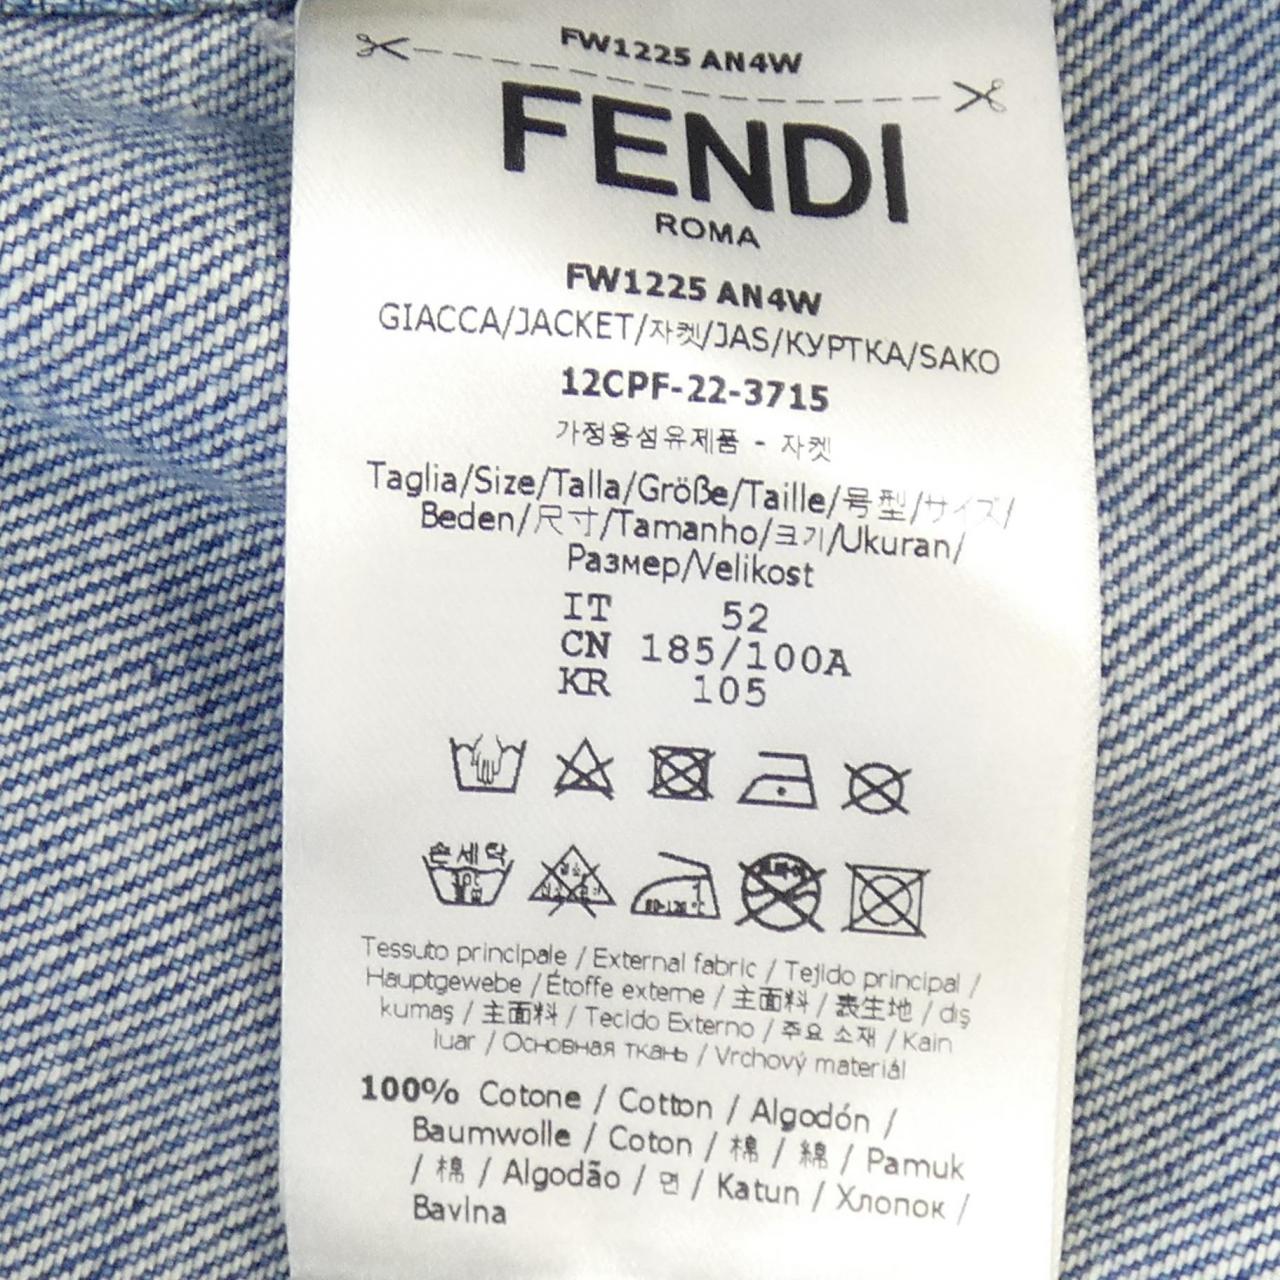 FW1225 AN4W
FENDI
ROMA
FW1225 AN4W
GIACCA/JACKET/자켓/JAS/КУРТКА/SAKO
12CPF-22-3715
가정용섬유제품 - 자켓
Taglia/Size/Talla/Größe/Taille/号型/サイズ/
Beden/尺寸/Tamanho/크기/Ukuran/
Размер/Velikost
IT 52
CN 185/100A
KR 105
손세탁
80-120℃
Tessuto principale / External fabric / Tejido principal /
Hauptgewebe / Étoffe externe / 主面料 / 表生地 / dış
kumaş / 主面料 / Tecido Externo / 주요 소재 / Kain
luar / Основная ткань / Vrchový materiál
100% Cotone / Cotton / Algodón /
Baumwolle / Coton / 棉 / 綿 / Pamuk
/ 棉 / Algodão / 면 / Katun / Хлопок /
Bavlna